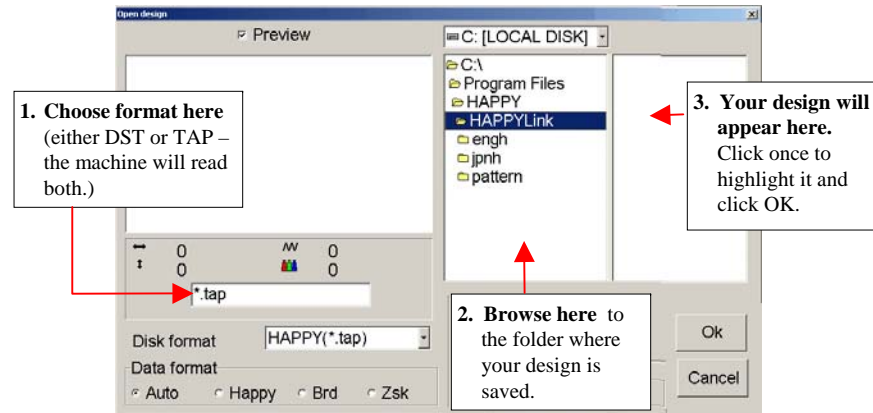 Open design
Preview
C: [LOCAL DISK]
C:\
Program Files
HAPPY
HAPPYLink
engh
jpnh
pattern
1. Choose format here
(either DST or TAP –
the machine will read
both.)
3. Your design will
appear here.
Click once to
highlight it and
click OK.
0
0
0
0
*.tap
2. Browse here to
the folder where
your design is
saved.
Disk format
HAPPY(*.tap)
Data format
Auto
Happy
Brd
Zsk
Ok
Cancel